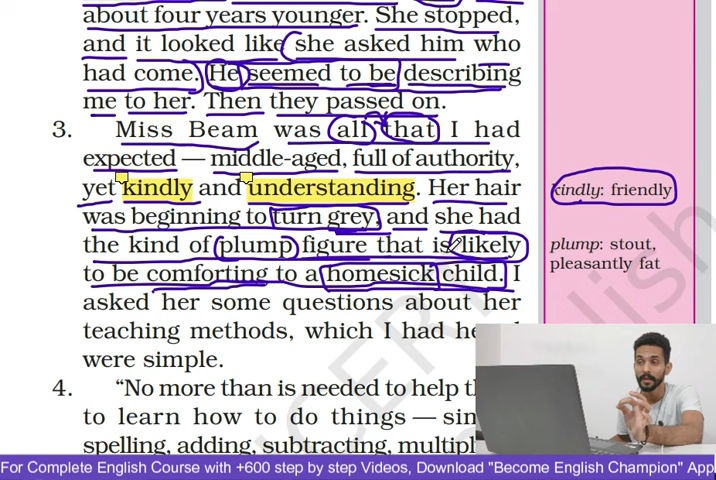 about four years younger. She stopped,
and it looked like she asked him who
had come. He seemed to be describing
me to her. Then they passed on.
3. Miss Beam was all that I had
expected — middle-aged, full of authority,
yet kindly and understanding. Her hair
was beginning to turn grey, and she had
the kind of plump figure that is likely
to be comforting to a homesick child. I
asked her some questions about her
teaching methods, which I had
were simple.
4. “No more than is needed to help
to learn how to do things —
spelling, adding, subtracting,
kindly: friendly
plump: stout,
pleasantly fat
For Complete English Course with +600 step by step Videos, Download "Become English Champion" App